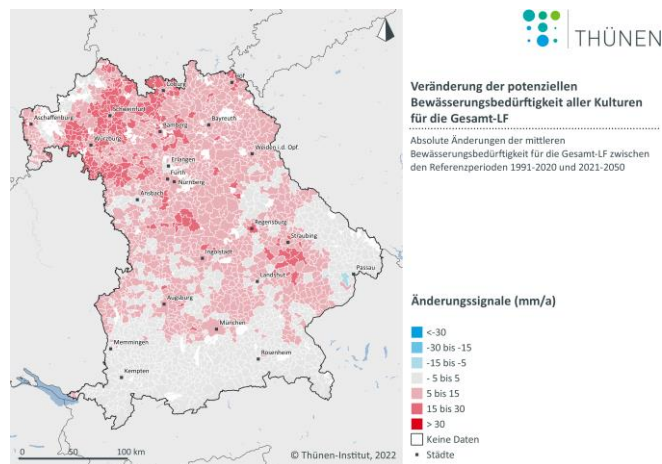 THÜNEN
Veränderung der potenziellen
Bewässerungsbedürftigkeit aller Kulturen
für die Gesamt-LF
Absolute Änderungen der mittleren
Bewässerungsbedürftigkeit für die Gesamt-LF zwischen
den Referenzperioden 1991-2020 und 2021-2050
Hof
Coburg
Aschaffenburg
Schweinfurt
Bamberg
Bayreuth
Würzburg
Weiden i.d. Opf.
Erlangen
Fürth
Nürnberg
Ansbach
Regensburg
Straubing
Ingolstadt
Passau
Landshut
Augsburg
München
Memmingen
Rosenheim
Kempten
Änderungssignale (mm/a)
<-30
-30 bis -15
-15 bis -5
- 5 bis 5
5 bis 15
15 bis 30
> 30
Keine Daten
Städte
0 50 100 km
© Thünen-Institut, 2022